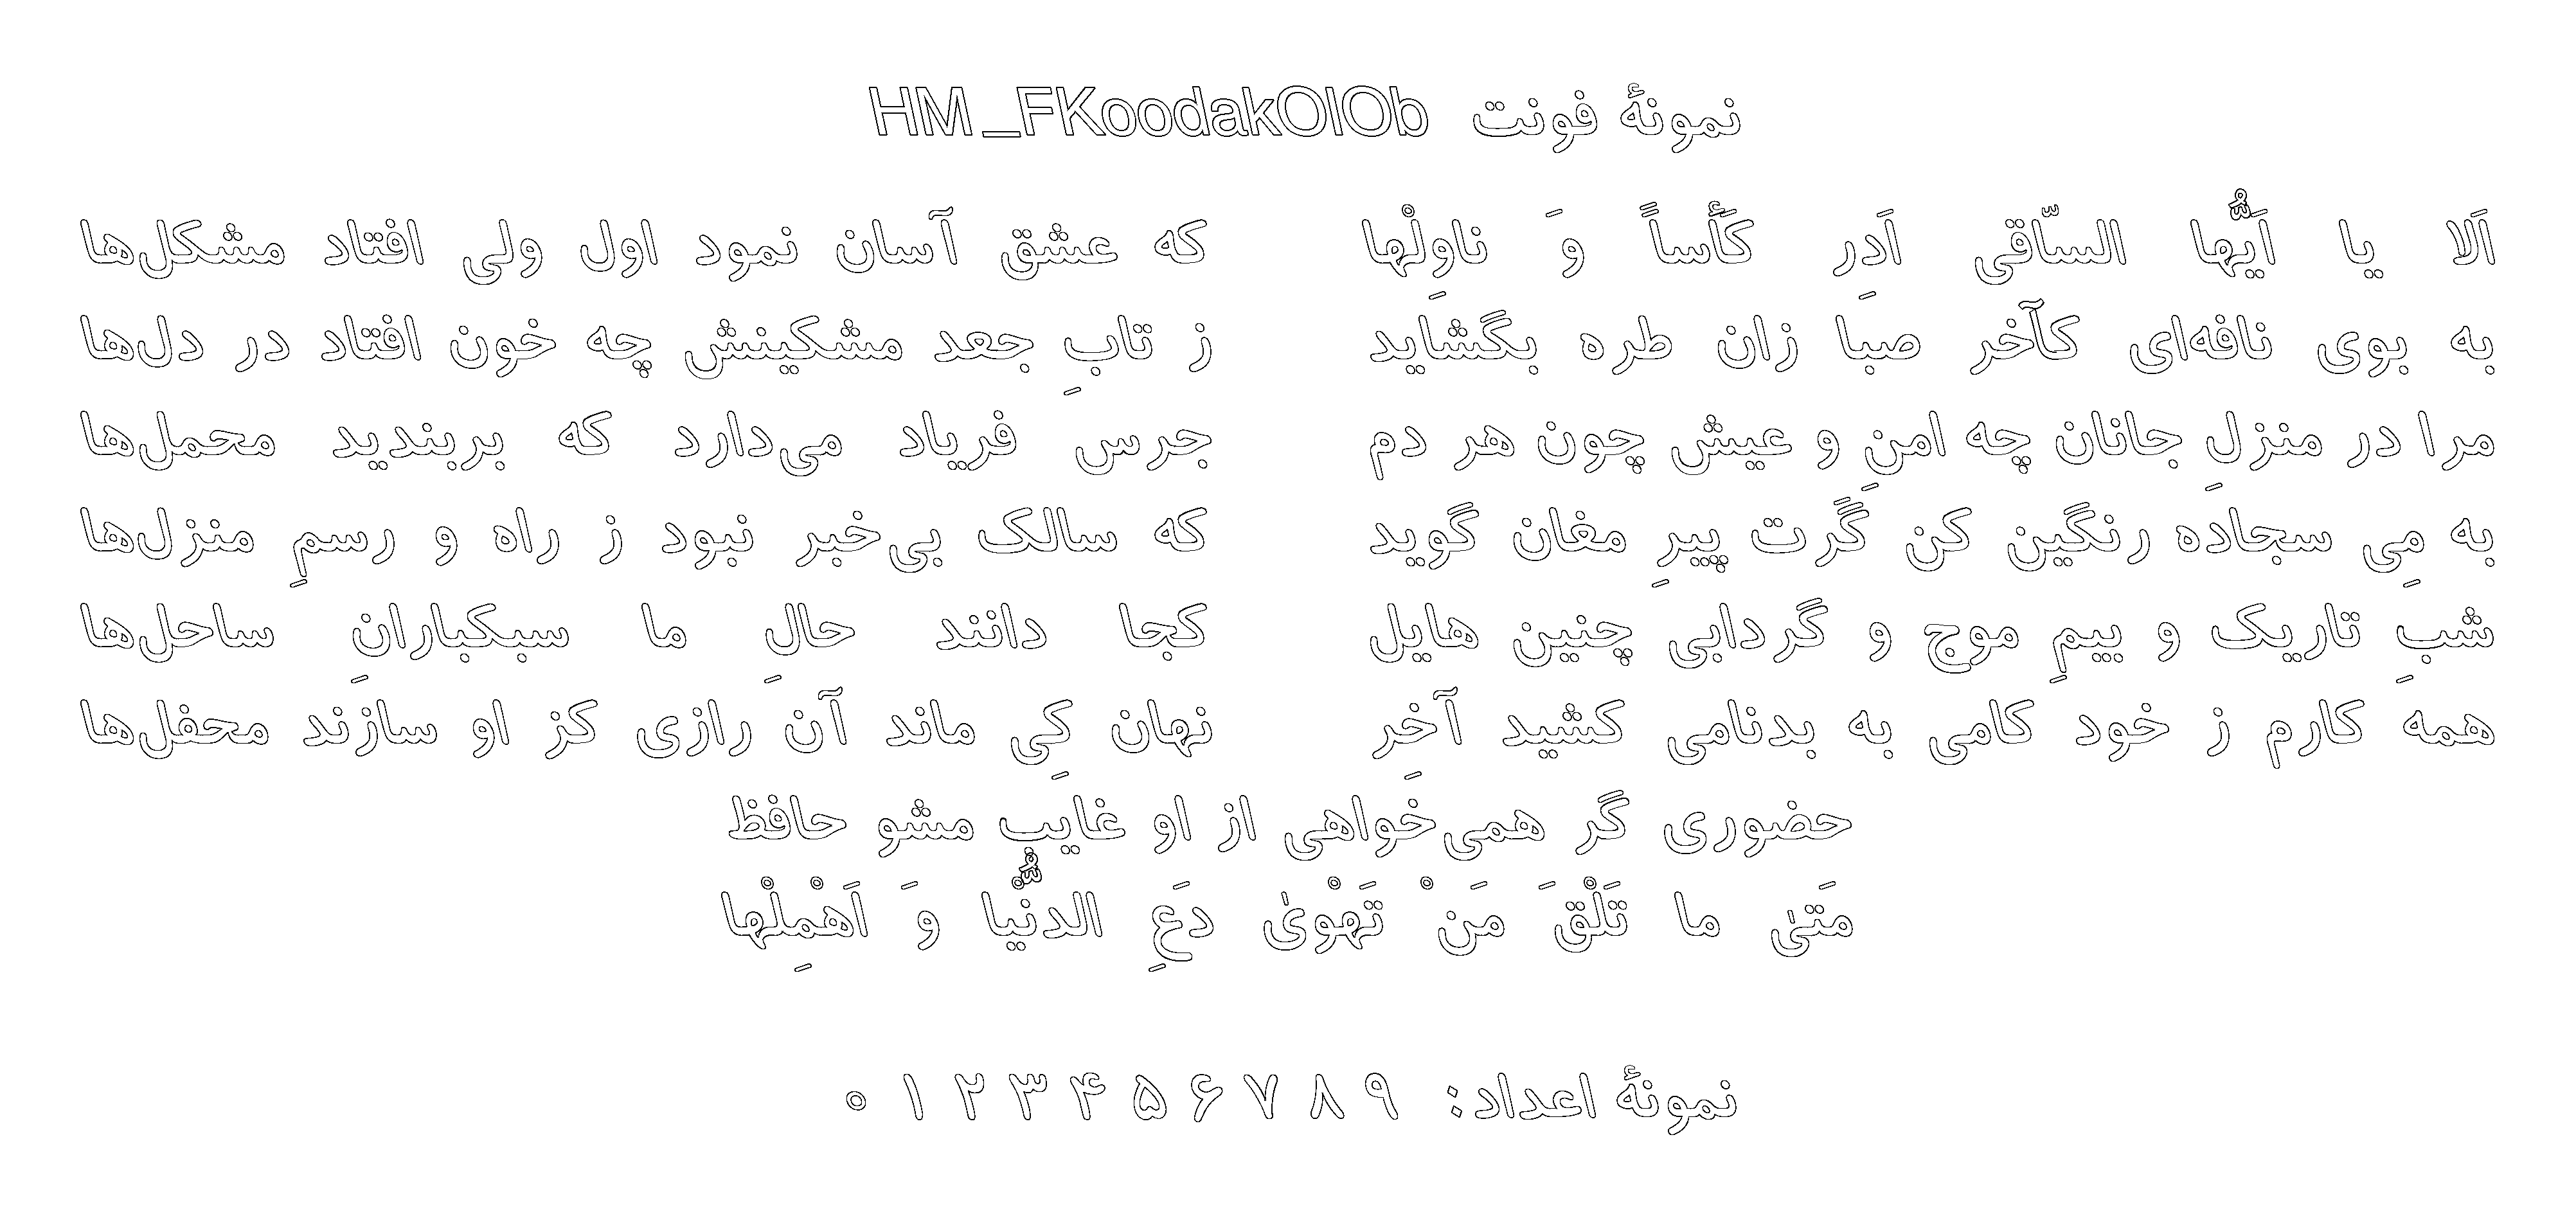 نمونهٔ فونت HM_FKoodakOlOb
اَلا یا اَیُّها السّاقی اَدِر کَأساً وَ ناوِلْها که عشق آسان نمود اول ولی افتاد مشکل‌ها
به بوی نافه‌ای کآخر صبا زان طره بگشاید ز تابِ جعد مشکینش چه خون افتاد در دل‌ها
مرا در منزلِ جانان چه امنِ و عیش چون هر دم جرس فریاد می‌دارد که بربندید محمل‌ها
به مِی سجاده رنگین کن گَرت پیرِ مغان گوید که سالک بی‌خبر نبود ز راه و رسمِ منزل‌ها
شبِ تاریک و بیمِ موج و گردابی چنین هایل کجا دانند حالِ ما سبکبارانِ ساحل‌ها
همه کارم ز خود کامی به بدنامی کشید آخِر نهان کِی ماند آن رازی کز او سازند محفل‌ها
حضوری گر همی‌خواهی از او غایب مشو حافظ
مَتیٰ ما تَلْقَ مَنْ تَهْویٰ دَعِ الدُّنْیا وَ اَهْمِلْها
نمونهٔ اعداد: ۹ ۸ ۷ ۶ ۵ ۴ ۳ ۲ ۱ ۰